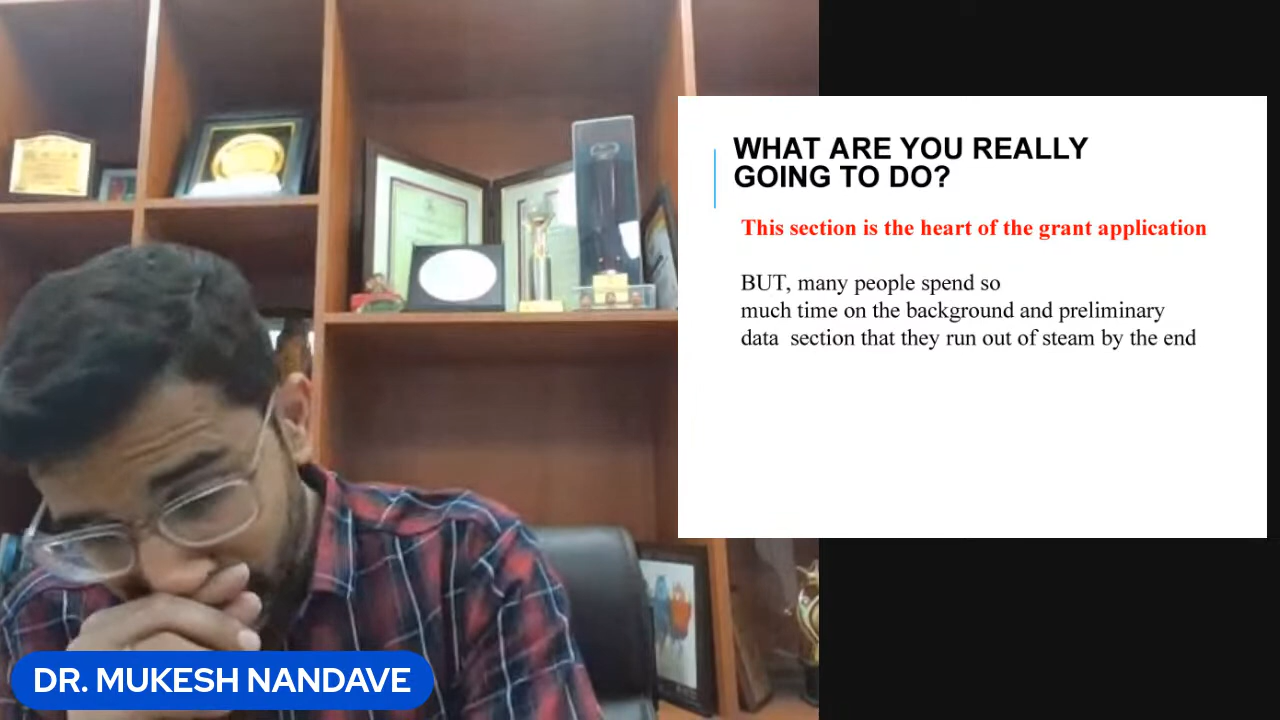 WHAT ARE YOU REALLY
GOING TO DO?
This section is the heart of the grant application
BUT, many people spend so
much time on the background and preliminary
data section that they run out of steam by the end
DR. MUKESH NANDAVE